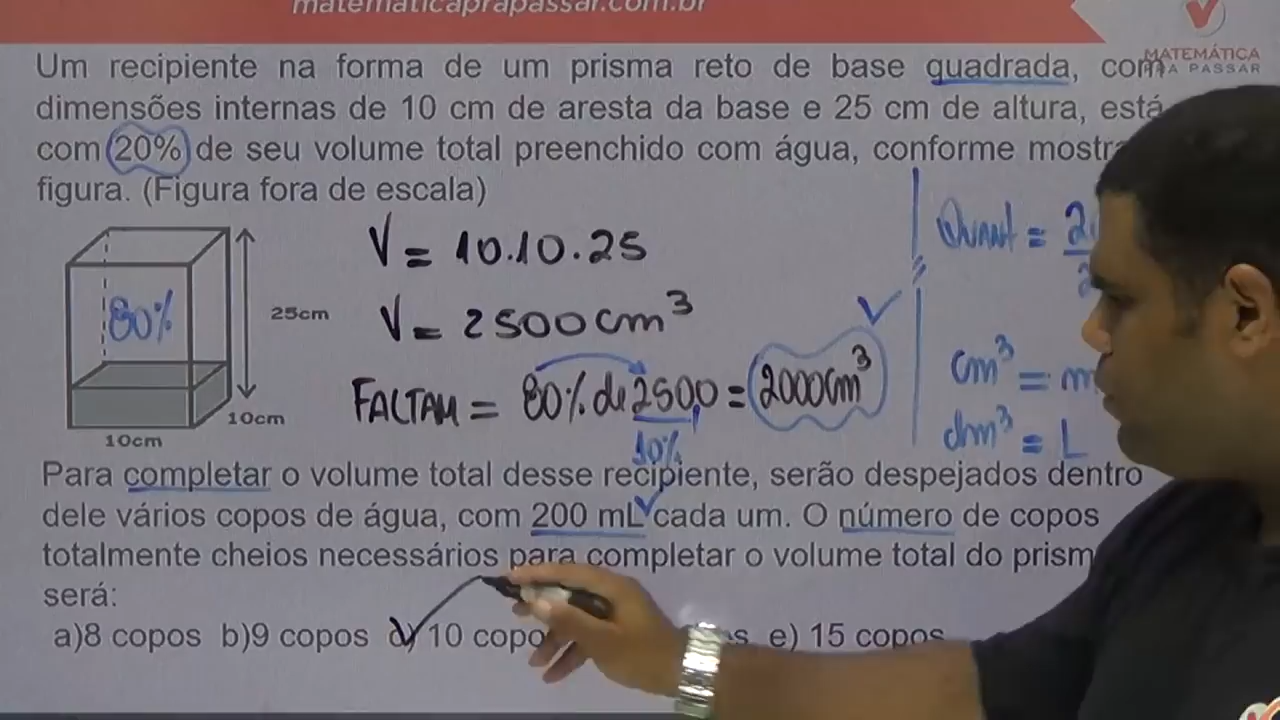 matematicaprapassar.com.br
MATEMÁTICA
PRA PASSAR
Um recipiente na forma de um prisma reto de base quadrada, com
dimensões internas de 10 cm de aresta da base e 25 cm de altura, está
com 20% de seu volume total preenchido com água, conforme mostra
figura. (Figura fora de escala)
80%
25cm
10cm
10cm
V = 10.10.25
V = 2500 cm³
FALTAM = 80% de 2500 = 2000cm³
10%
QUANT =
cm³ = m
dm³ = L
Para completar o volume total desse recipiente, serão despejados dentro
dele vários copos de água, com 200 mL cada um. O número de copos
totalmente cheios necessários para completar o volume total do prism
será:
a)8 copos b)9 copos 10 copo e) 15 copos